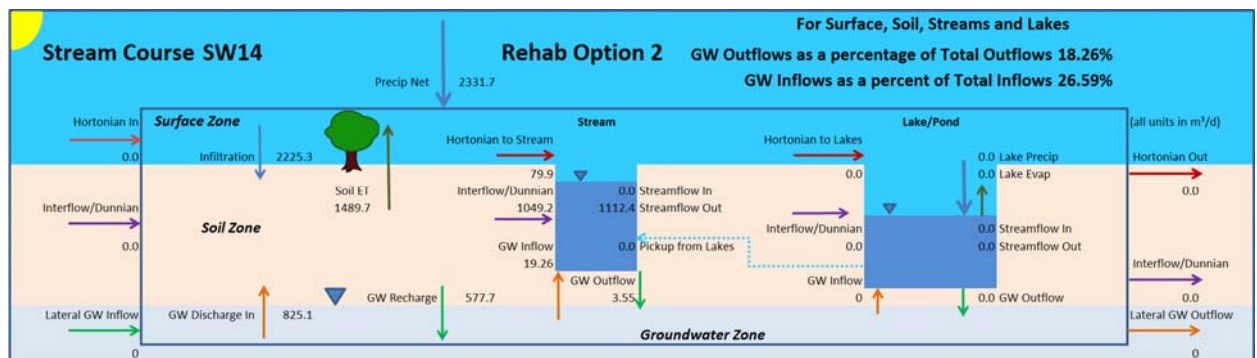 For Surface, Soil, Streams and Lakes
Stream Course SW14
Rehab Option 2
GW Outflows as a percentage of Total Outflows 18.26%
GW Inflows as a percent of Total Inflows 26.59%
Precip Net 2331.7
Hortonian In
0.0
Surface Zone
Stream
Lake/Pond
(all units in m³/d)
Infiltration 2225.3
Hortonian to Stream
79.9
Hortonian to Lakes
0.0
0.0 Lake Precip
0.0 Lake Evap
Hortonian Out
0.0
Soil ET
1489.7
Interflow/Dunnian
1049.2
0.0 Streamflow In
1112.4 Streamflow Out
Interflow/Dunnian
0.0
Soil Zone
Interflow/Dunnian
0.0
0.0 Streamflow In
0.0 Streamflow Out
GW Inflow
19.26
0.0 Pickup from Lakes
GW Inflow
0
Interflow/Dunnian
0.0
GW Outflow
3.55
0.0 GW Outflow
GW Recharge 577.7
Lateral GW Inflow
0
GW Discharge In 825.1
Groundwater Zone
Lateral GW Outflow
0